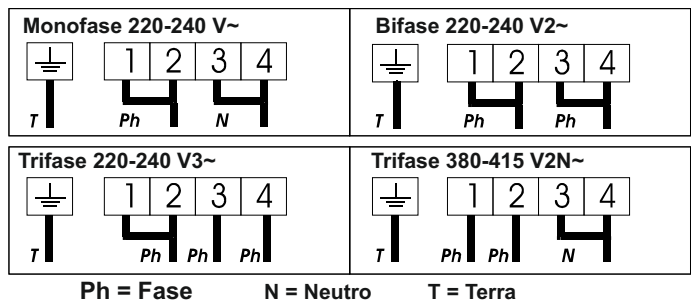 Monofase 220-240 V~
1 2 3 4
T Ph N
Bifase 220-240 V2~
1 2 3 4
T Ph Ph
Trifase 220-240 V3~
1 2 3 4
T Ph Ph Ph
Trifase 380-415 V2N~
1 2 3 4
T Ph Ph N
Ph = Fase N = Neutro T = Terra